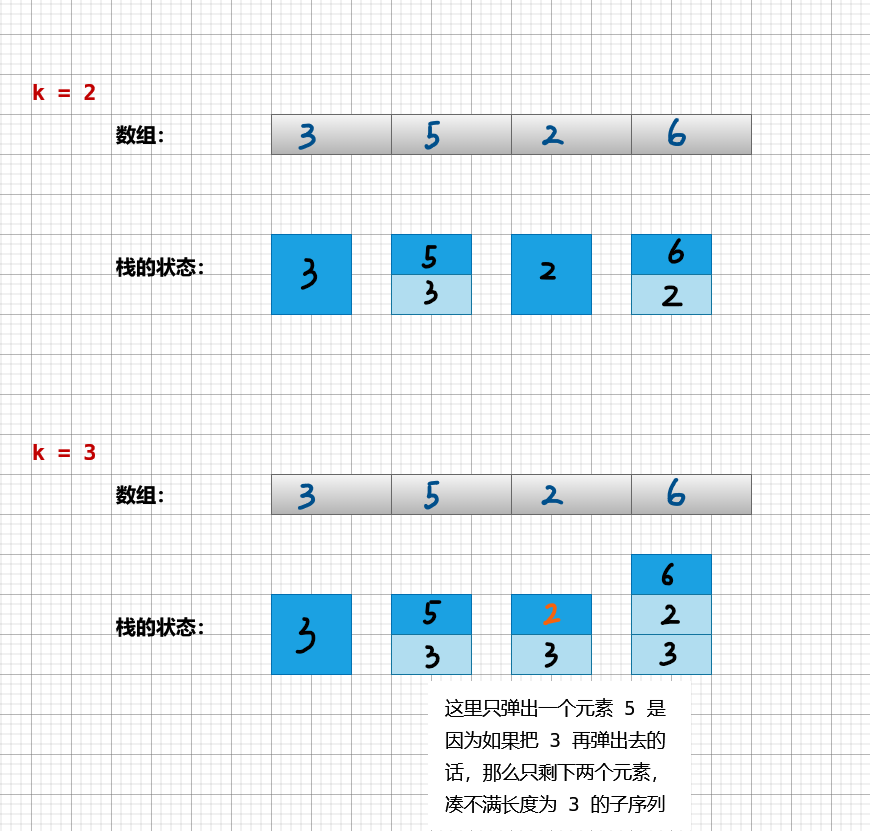 k = 2
数组:
3 5 2 6
栈的状态:
3 5 2 6
3 2
k = 3
数组:
3 5 2 6
6
栈的状态:
3 5 2 2
3 3 3
这里只弹出一个元素 5 是
因为如果把 3 再弹出去的
话，那么只剩下两个元素，
凑不满长度为 3 的子序列